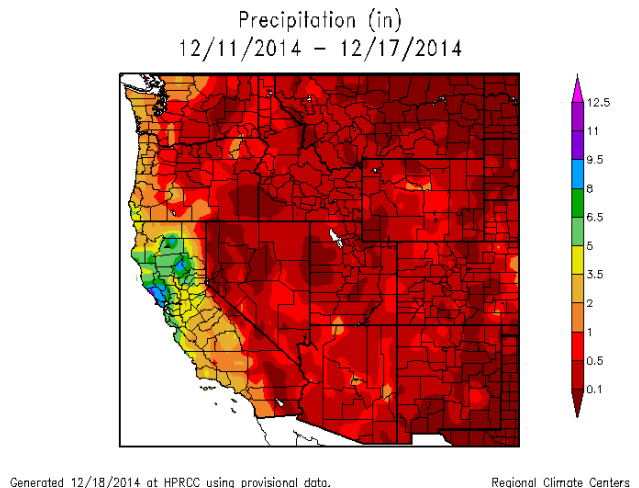 Precipitation (in)
12/11/2014 – 12/17/2014
12.5
11
9.5
8
6.5
5
3.5
2
1
0.5
0.1
Generated 12/18/2014 at HPRCC using provisional data.
Regional Climate Centers